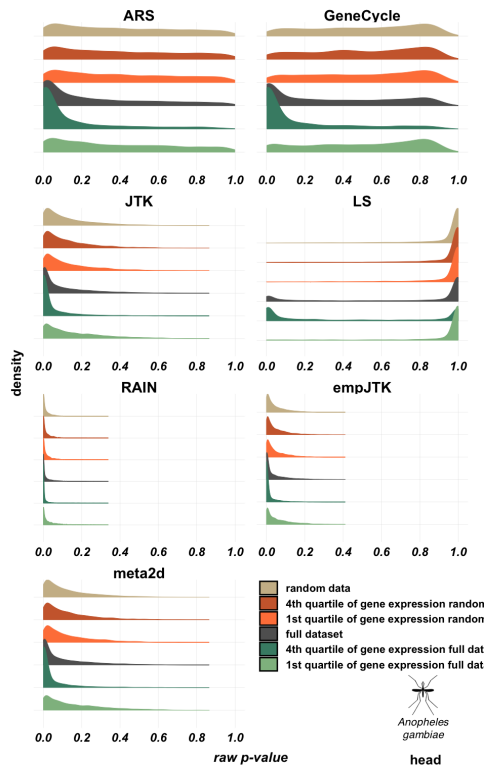 ARS GeneCycle
0.0 0.2 0.4 0.6 0.8 1.0 0.0 0.2 0.4 0.6 0.8 1.0
JTK LS
0.0 0.2 0.4 0.6 0.8 1.0 0.0 0.2 0.4 0.6 0.8 1.0
density
RAIN empJTK
0.0 0.2 0.4 0.6 0.8 1.0 0.0 0.2 0.4 0.6 0.8 1.0
meta2d
0.0 0.2 0.4 0.6 0.8 1.0
raw p-value
random data
4th quartile of gene expression random
1st quartile of gene expression random
full dataset
4th quartile of gene expression full dat
1st quartile of gene expression full dat
Anopheles
gambiae
head